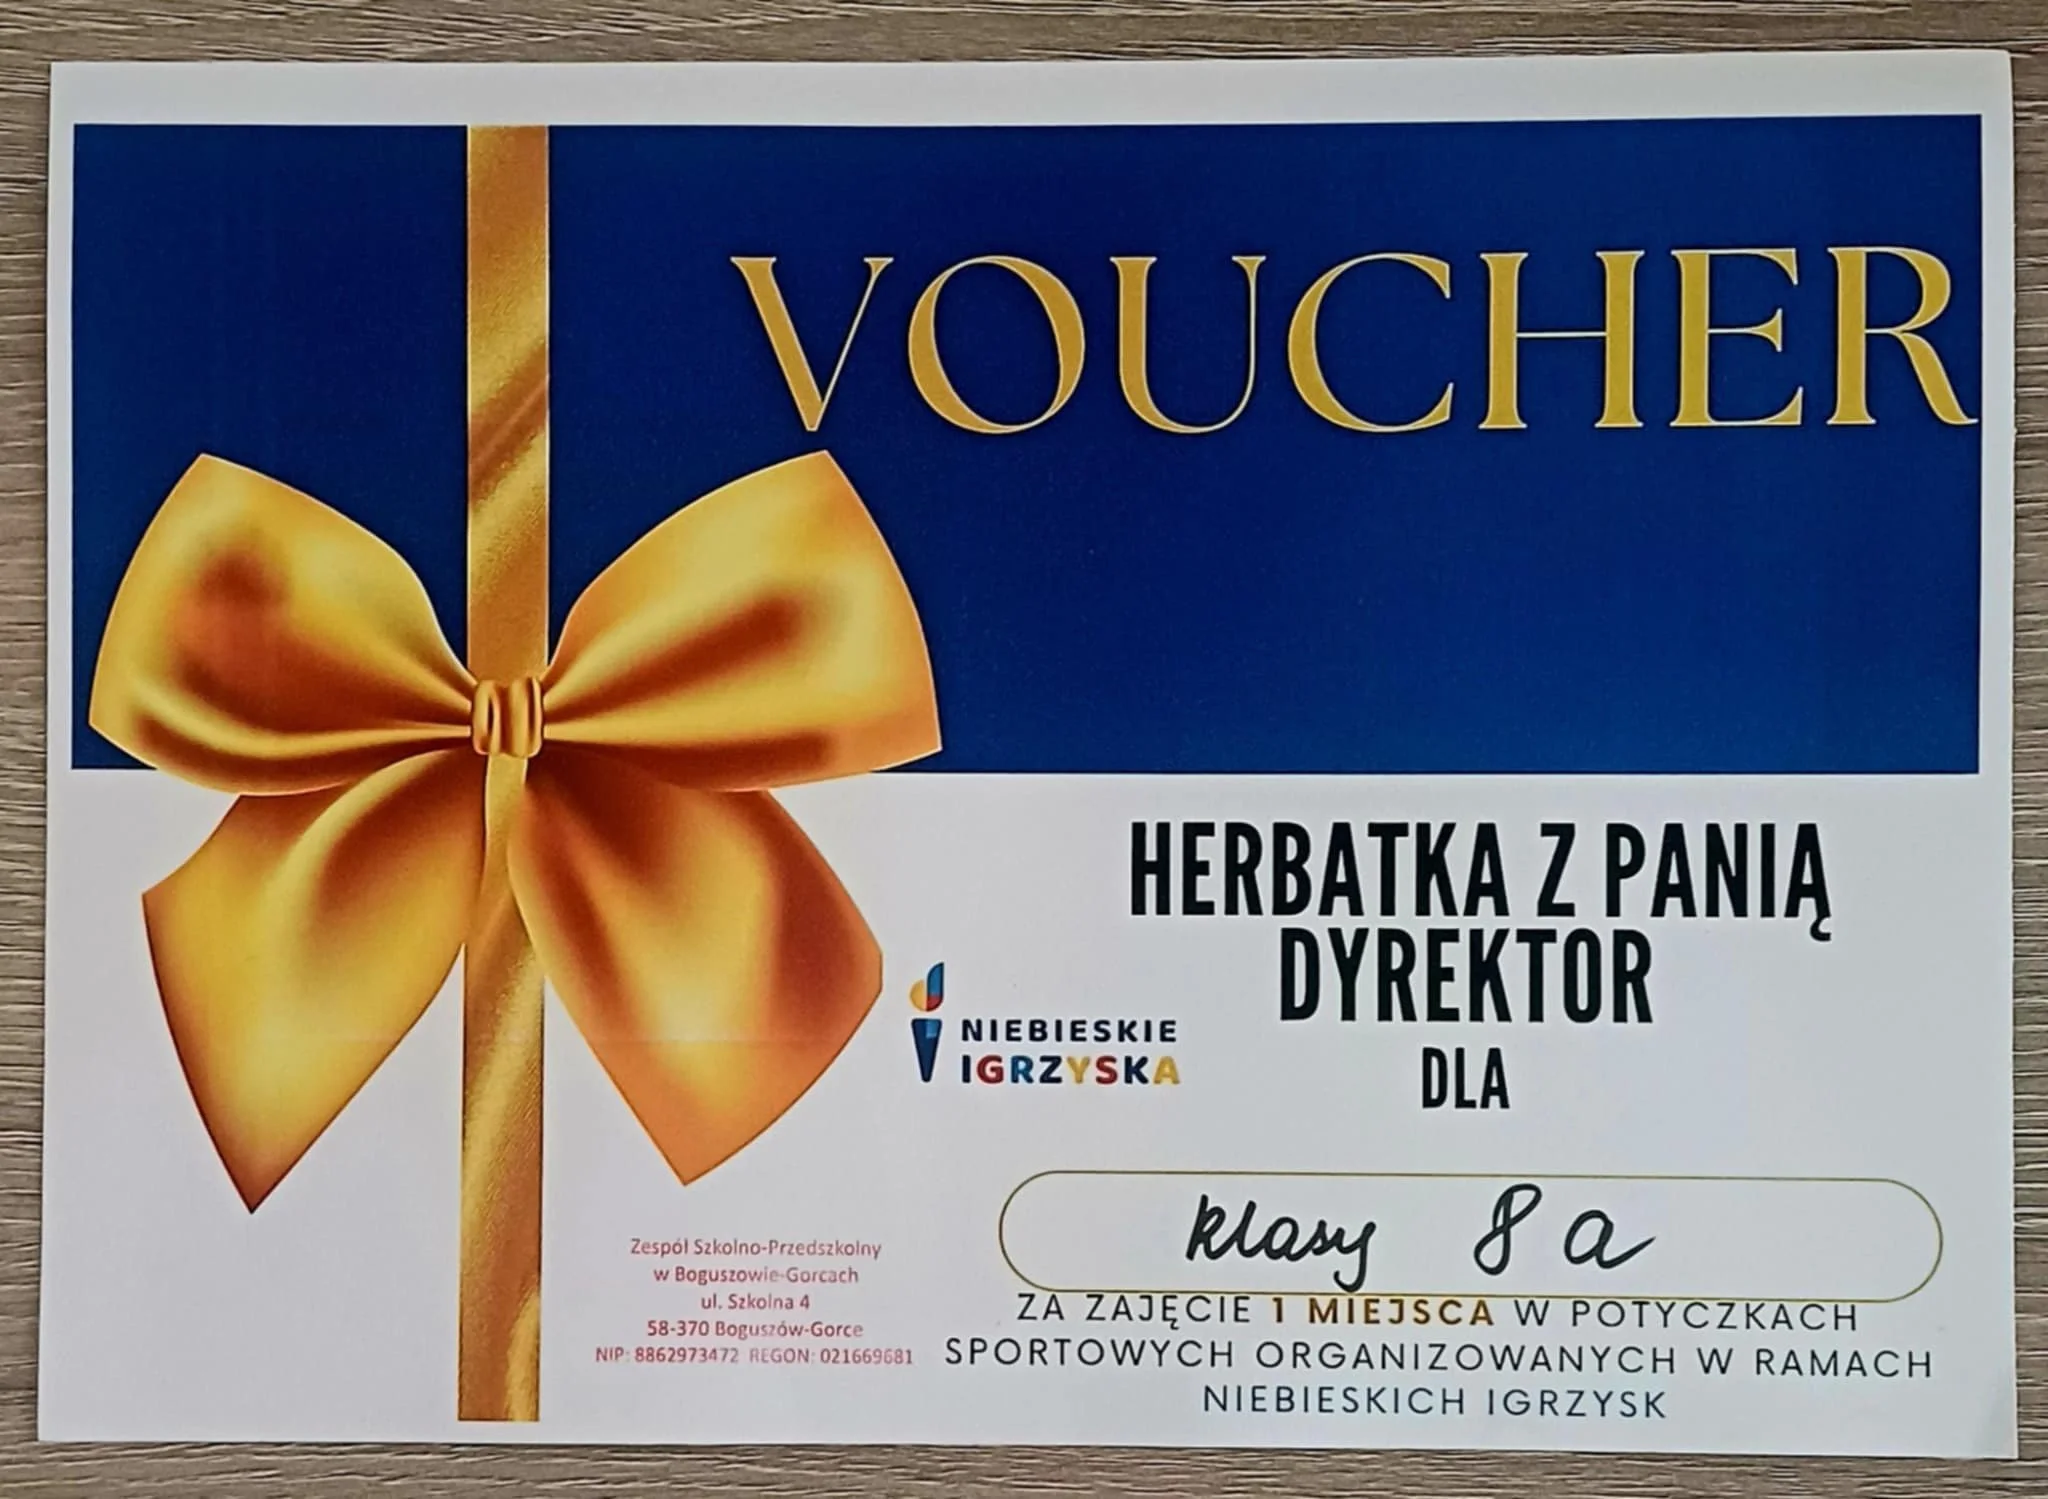 VOUCHER
HERBATKA Z PANIĄ
DYREKTOR
DLA
NIEBIESKIE
IGRZYSKA
klasy 8a
ZA ZAJĘCIE 1 MIEJSCA W POTYCZKACH
SPORTOWYCH ORGANIZOWANYCH W RAMACH
NIEBIESKICH IGRZYSK
Zespół Szkolno-Przedszkolny
w Boguszowie-Gorcach
ul. Szkolna 4
58-370 Boguszów-Gorce
NIP: 8862973472 REGON: 021669681